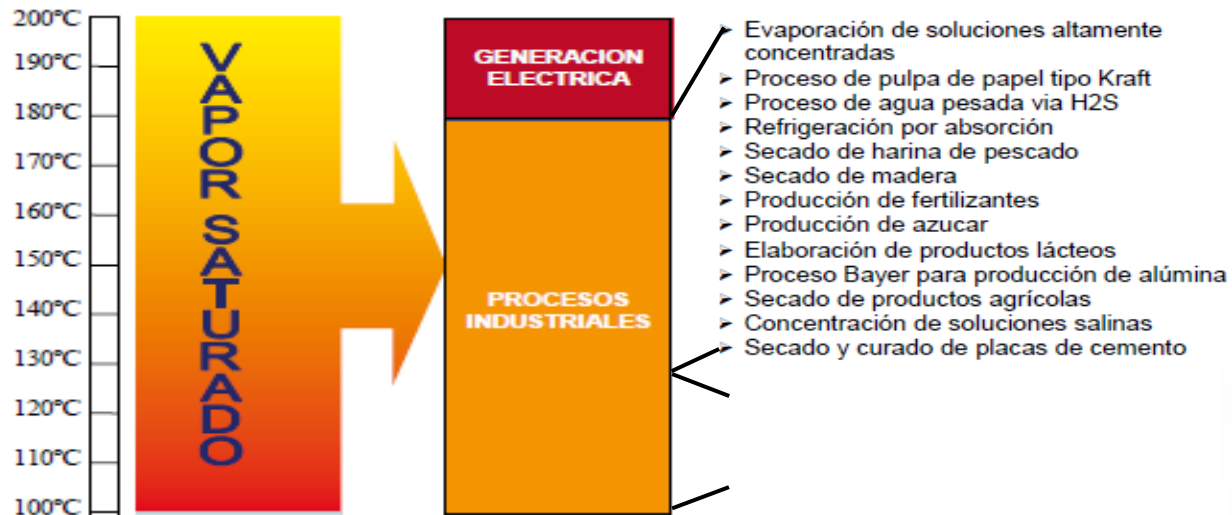 200°C
190°C
180°C
170°C
160°C
150°C
140°C
130°C
120°C
110°C
100°C
VAPOR SATURADO
GENERACION
ELECTRICA
PROCESOS
INDUSTRIALES
➢ Evaporación de soluciones altamente
concentradas
➢ Proceso de pulpa de papel tipo Kraft
➢ Proceso de agua pesada via H2S
➢ Refrigeración por absorción
➢ Secado de harina de pescado
➢ Secado de madera
➢ Producción de fertilizantes
➢ Producción de azucar
➢ Elaboración de productos lácteos
➢ Proceso Bayer para producción de alúmina
➢ Secado de productos agrícolas
➢ Concentración de soluciones salinas
➢ Secado y curado de placas de cemento